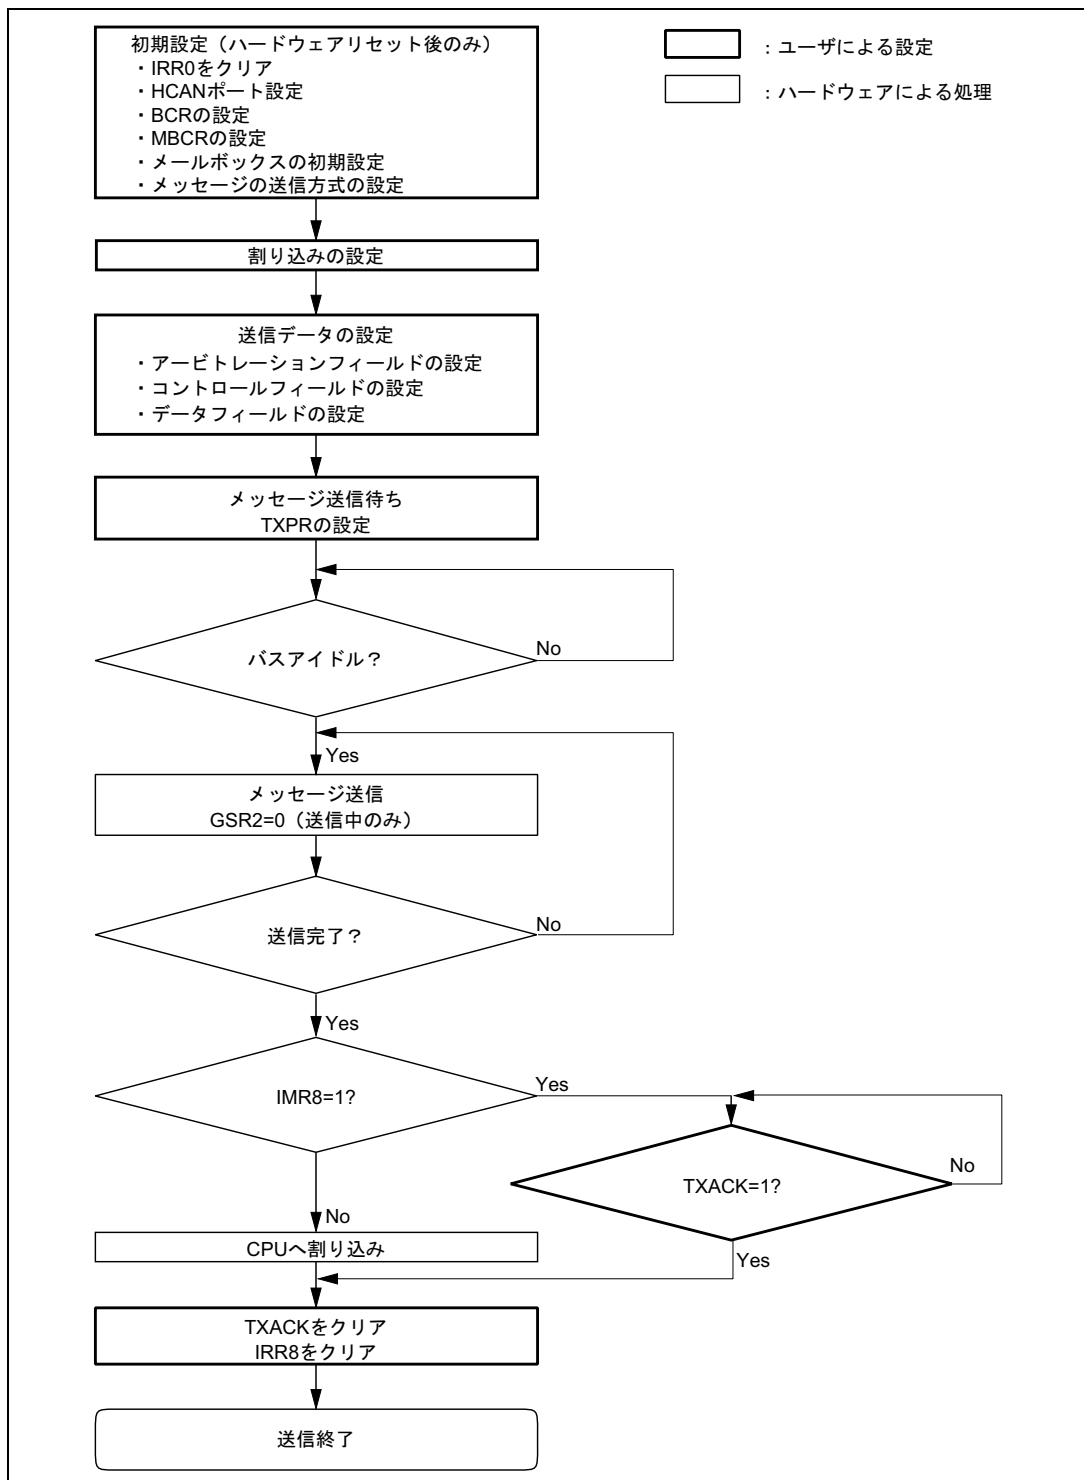 初期設定（ハードウェアリセット後のみ）
・IRR0をクリア
・HCANポート設定
・BCRの設定
・MBCRの設定
・メールボックスの初期設定
・メッセージの送信方式の設定
：ユーザによる設定
：ハードウェアによる処理
割り込みの設定
送信データの設定
・アービトレーションフィールドの設定
・コントロールフィールドの設定
・データフィールドの設定
メッセージ送信待ち
TXPRの設定
バスアイドル？
No
Yes
メッセージ送信
GSR2=0（送信中のみ）
送信完了？
No
Yes
IMR8=1?
Yes
TXACK=1?
No
No
CPUへ割り込み
Yes
TXACKをクリア
IRR8をクリア
送信終了